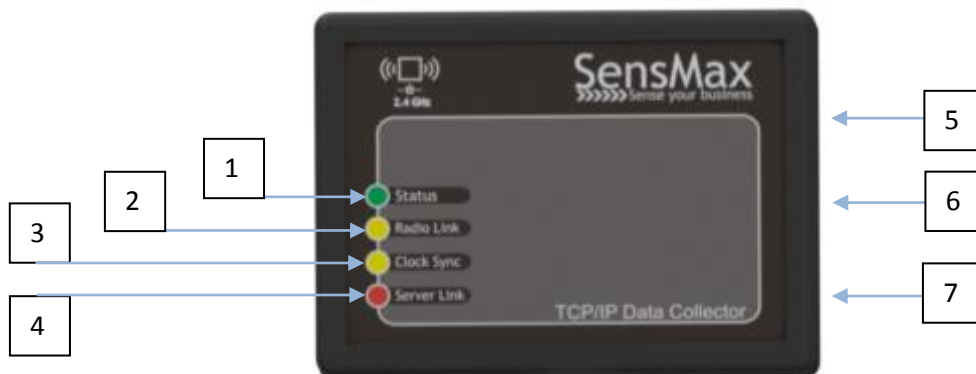 SensMax
>>>>>> Sense your business
2.4 GHz
1
2
3
4
Status
Radio Link
Clock Sync
Server Link
TCP/IP Data Collector
5
6
7